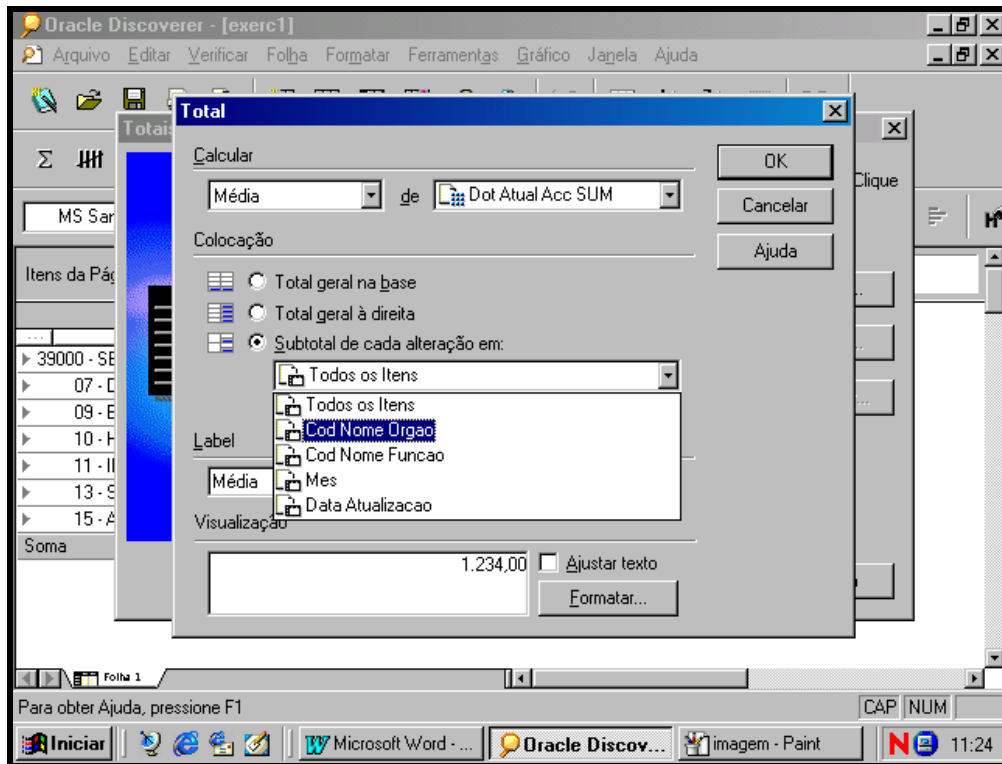 Oracle Discoverer - [exerc1]
Arquivo Editar Verificar Folha Formatar Ferramentas Gráfico Janela Ajuda
Totais
Total
Calcular
OK
Clique
Média de Dot Atual Acc SUM
Cancelar
MS Sar
Colocação
Ajuda
Itens da Pág
Total geral na base
Total geral à direita
Subtotal de cada alteração em:
39000 - SE
Todos os Itens
07 - D
Todos os Itens
09 - E
Cod Nome Orgao
10 - H
Label
Cod Nome Funcao
11 - II
Média
Mes
13 - S
Data Atualizacao
15 - A
Visualização
Soma
1.234,00
Ajustar texto
Formatar...
Folha 1
Para obter Ajuda, pressione F1
CAP NUM
Iniciar
Microsoft Word - ...
Oracle Discov...
imagem - Paint
N
11:24